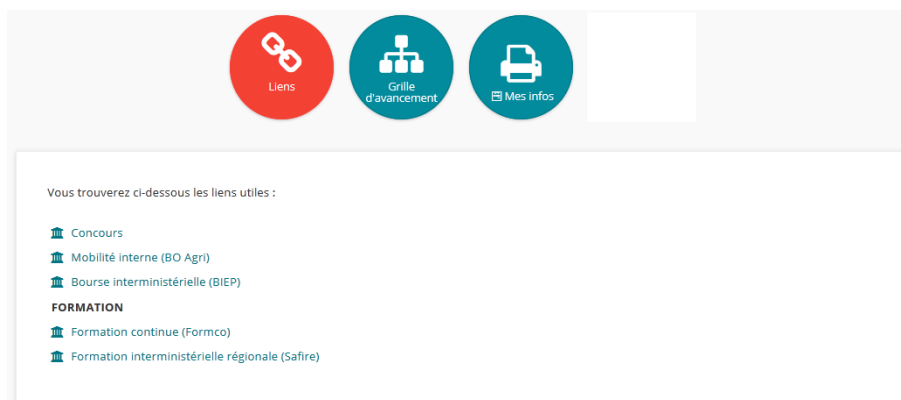 Liens
Grille
d'avancement
Mes infos
Vous trouverez ci-dessous les liens utiles :
Concours
Mobilité interne (BO Agri)
Bourse interministérielle (BIEP)
FORMATION
Formation continue (Formco)
Formation interministérielle régionale (Safire)